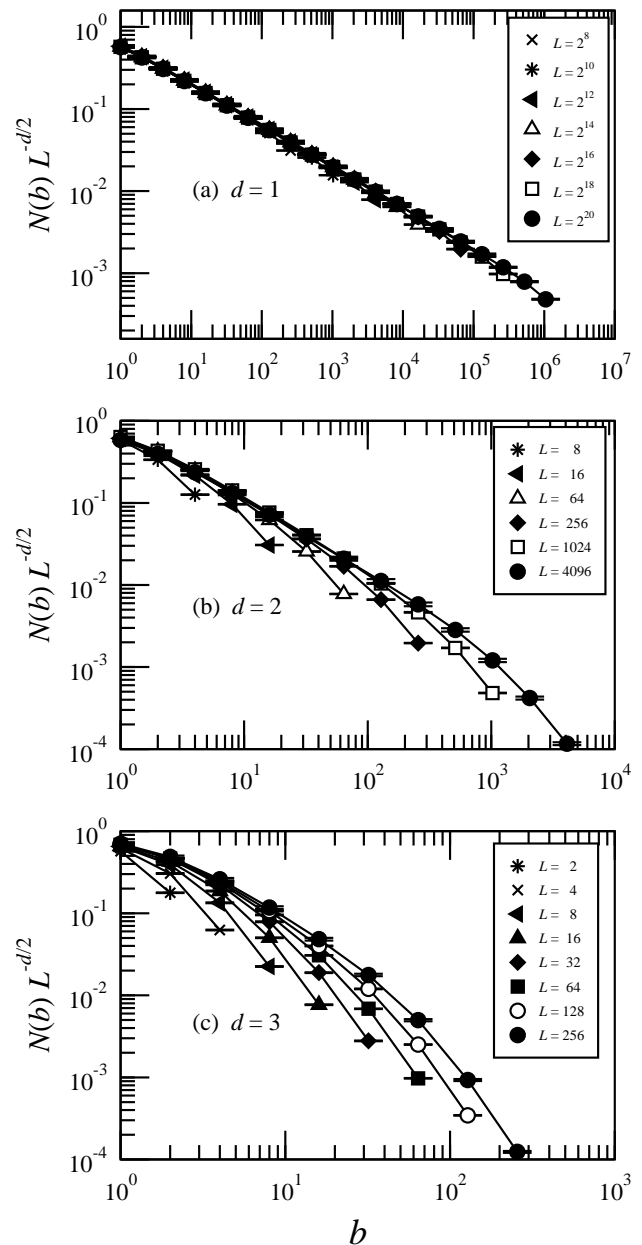 10^0
10^-1
10^-2
10^-3
N(b) L^-d/2
(a) d = 1
L = 2^8
L = 2^10
L = 2^12
L = 2^14
L = 2^16
L = 2^18
L = 2^20
10^0 10^1 10^2 10^3 10^4 10^5 10^6 10^7
10^0
10^-1
10^-2
10^-3
10^-4
N(b) L^-d/2
(b) d = 2
L = 8
L = 16
L = 64
L = 256
L = 1024
L = 4096
10^0 10^1 10^2 10^3 10^4
10^0
10^-1
10^-2
10^-3
10^-4
N(b) L^-d/2
(c) d = 3
L = 2
L = 4
L = 8
L = 16
L = 32
L = 64
L = 128
L = 256
10^0 10^1 10^2 10^3
b